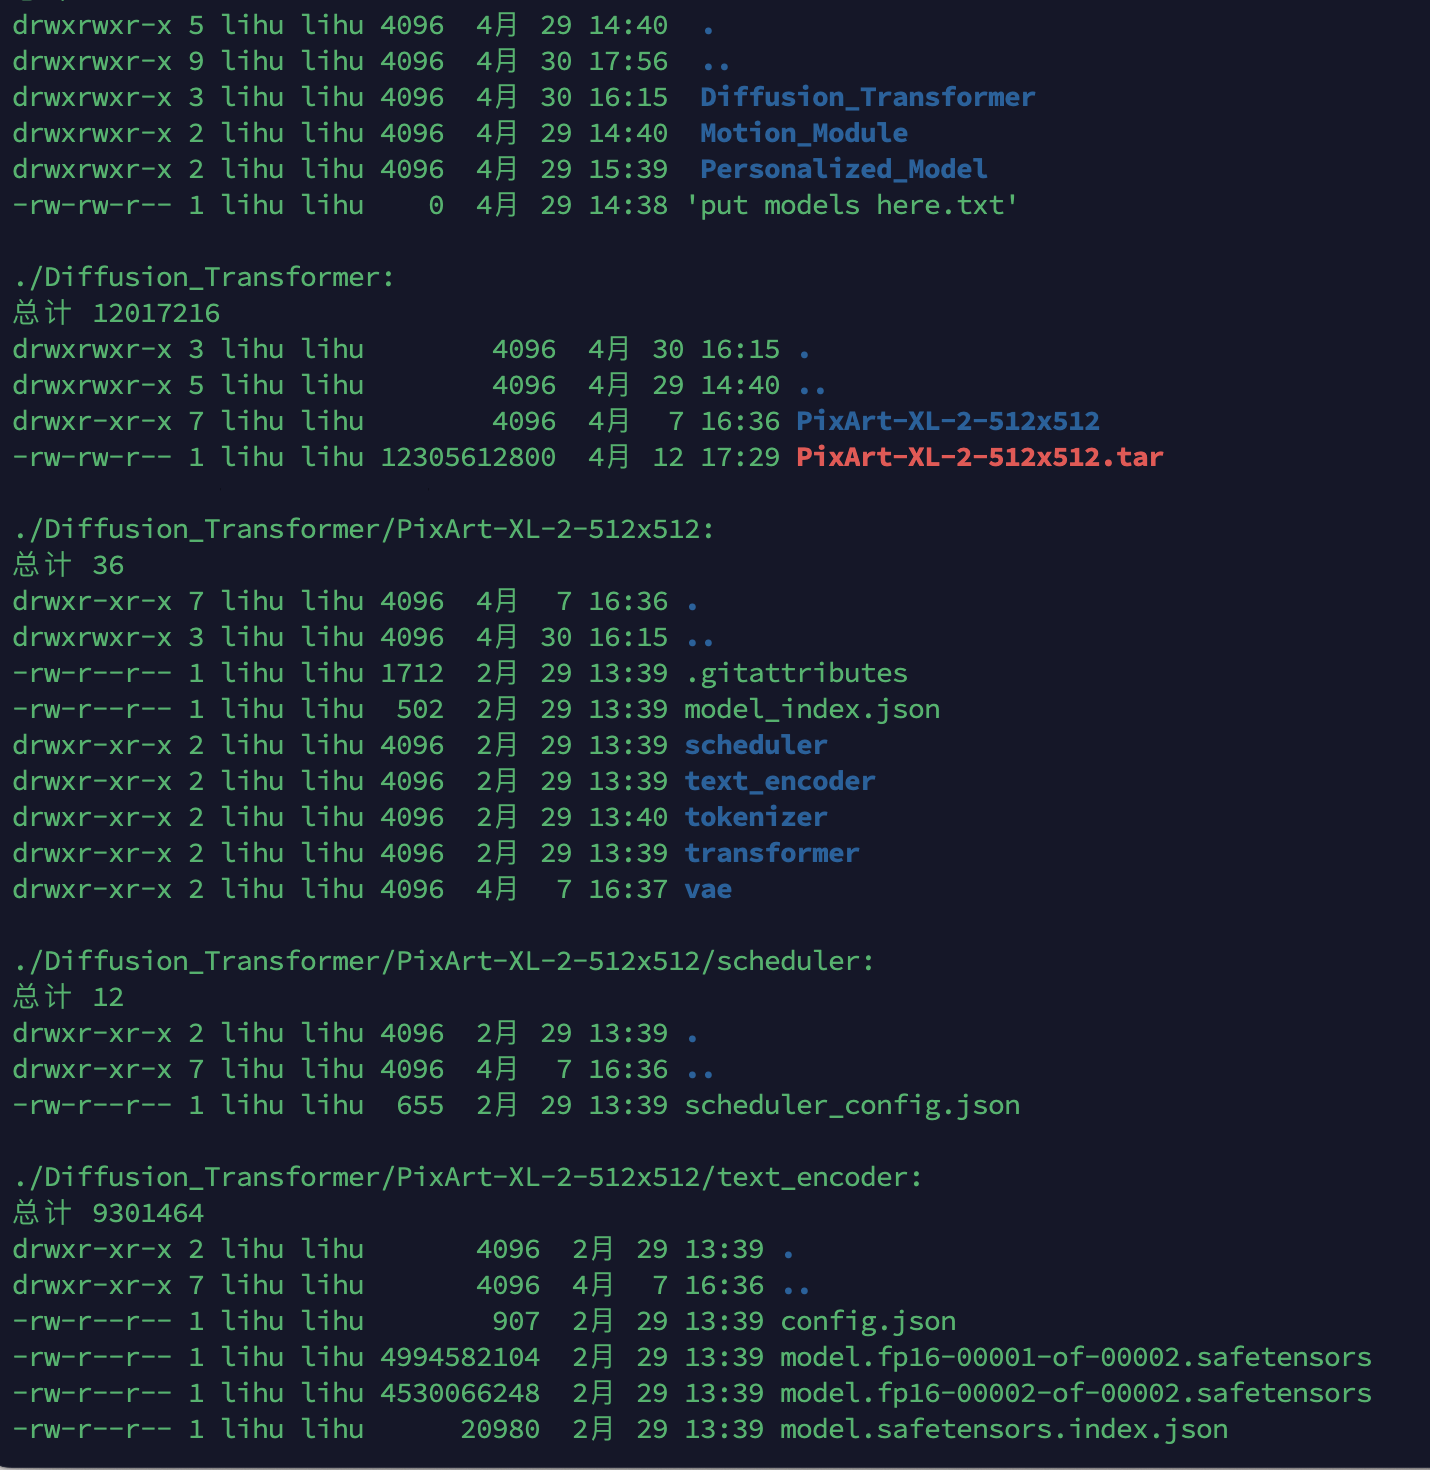 drwxrwxr-x 5 lihu lihu 4096  4月  29 14:40  .
drwxrwxr-x 9 lihu lihu 4096  4月  30 17:56  ..
drwxrwxr-x 3 lihu lihu 4096  4月  30 16:15  Diffusion_Transformer
drwxrwxr-x 2 lihu lihu 4096  4月  29 14:40  Motion_Module
drwxrwxr-x 2 lihu lihu 4096  4月  29 15:39  Personalized_Model
-rw-rw-r-- 1 lihu lihu    0  4月  29 14:38 'put models here.txt'

./Diffusion_Transformer:
总计 12017216
drwxrwxr-x 3 lihu lihu        4096  4月  30 16:15 .
drwxrwxr-x 5 lihu lihu        4096  4月  29 14:40 ..
drwxr-xr-x 7 lihu lihu        4096  4月   7 16:36 PixArt-XL-2-512x512
-rw-rw-r-- 1 lihu lihu 12305612800  4月  12 17:29 PixArt-XL-2-512x512.tar

./Diffusion_Transformer/PixArt-XL-2-512x512:
总计 36
drwxr-xr-x 7 lihu lihu 4096  4月   7 16:36 .
drwxrwxr-x 3 lihu lihu 4096  4月  30 16:15 ..
-rw-r--r-- 1 lihu lihu 1712  2月  29 13:39 .gitattributes
-rw-r--r-- 1 lihu lihu  502  2月  29 13:39 model_index.json
drwxr-xr-x 2 lihu lihu 4096  2月  29 13:39 scheduler
drwxr-xr-x 2 lihu lihu 4096  2月  29 13:39 text_encoder
drwxr-xr-x 2 lihu lihu 4096  2月  29 13:40 tokenizer
drwxr-xr-x 2 lihu lihu 4096  2月  29 13:39 transformer
drwxr-xr-x 2 lihu lihu 4096  4月   7 16:37 vae

./Diffusion_Transformer/PixArt-XL-2-512x512/scheduler:
总计 12
drwxr-xr-x 2 lihu lihu 4096  2月  29 13:39 .
drwxr-xr-x 7 lihu lihu 4096  4月   7 16:36 ..
-rw-r--r-- 1 lihu lihu  655  2月  29 13:39 scheduler_config.json

./Diffusion_Transformer/PixArt-XL-2-512x512/text_encoder:
总计 9301464
drwxr-xr-x 2 lihu lihu       4096  2月  29 13:39 .
drwxr-xr-x 7 lihu lihu       4096  4月   7 16:36 ..
-rw-r--r-- 1 lihu lihu        907  2月  29 13:39 config.json
-rw-r--r-- 1 lihu lihu 4994582104  2月  29 13:39 model.fp16-00001-of-00002.safetensors
-rw-r--r-- 1 lihu lihu 4530066248  2月  29 13:39 model.fp16-00002-of-00002.safetensors
-rw-r--r-- 1 lihu lihu      20980  2月  29 13:39 model.safetensors.index.json